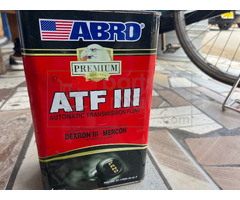 ABRO
PREMIUM
ATF III
AUTOMATIC TRANSMISSION FLUID
DEXRON III - MERCON